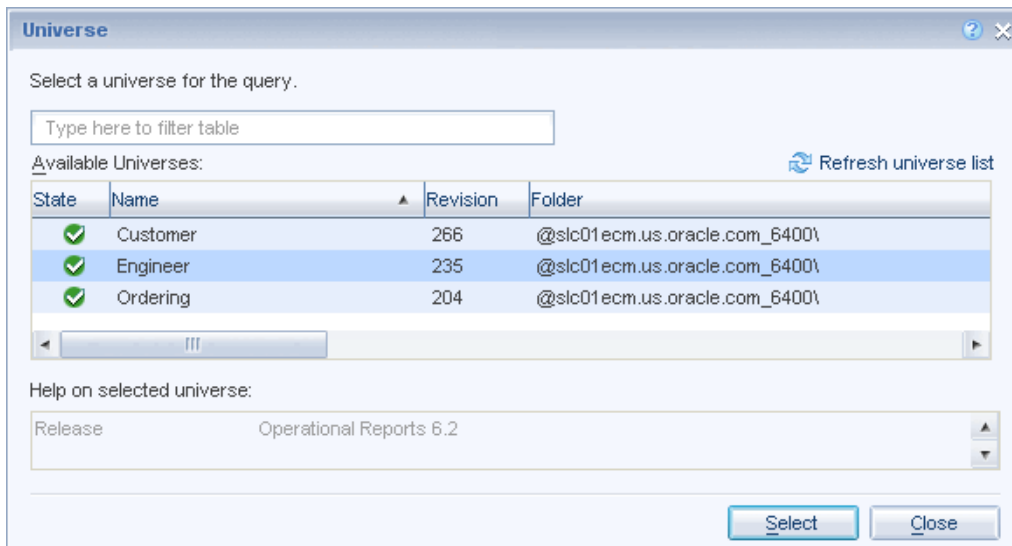 Universe
Select a universe for the query.
Type here to filter table
Available Universes: Refresh universe list
State Name Revision Folder
Customer 266 @slc01ecm.us.oracle.com_6400\
Engineer 235 @slc01ecm.us.oracle.com_6400\
Ordering 204 @slc01ecm.us.oracle.com_6400\
Help on selected universe:
Release Operational Reports 6.2
Select Close